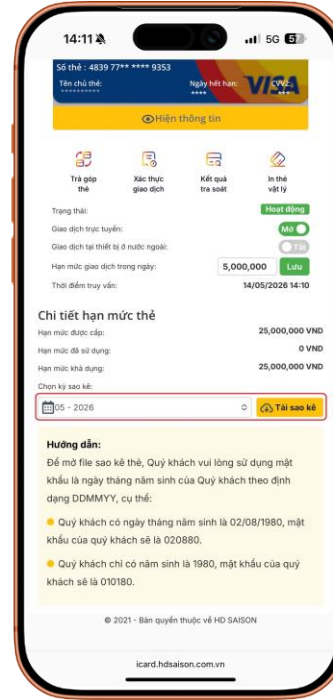 14:11 5G 57
Số thẻ : 4839 77** **** 9353
Tên chủ thẻ: Ngày hết hạn: CVV2:
*********** **** ***
VISA
Hiện thông tin
Trả góp thẻ
Xác thực giao dịch
Kết quả tra soát
In thẻ vật lý
Trạng thái: Hoạt động
Giao dịch trực tuyến: Mở
Giao dịch tại thiết bị ở nước ngoài: Tắt
Hạn mức giao dịch trong ngày: 5,000,000 Lưu
Thời điểm truy vấn: 14/05/2026 14:10
Chi tiết hạn mức thẻ
Hạn mức được cấp: 25,000,000 VND
Hạn mức đã sử dụng: 0 VND
Hạn mức khả dụng: 25,000,000 VND
Chọn kỳ sao kê:
05 - 2026 Tải sao kê
Hướng dẫn:
Để mở file sao kê thẻ, Quý khách vui lòng sử dụng mật
khẩu là ngày tháng năm sinh của Quý khách theo định
dạng DDMMYY, cụ thể:
Quý khách có ngày tháng năm sinh là 02/08/1980, mật
khẩu của quý khách sẽ là 020880.
Quý khách chỉ có năm sinh là 1980, mật khẩu của quý
khách sẽ là 010180.
© 2021 - Bản quyền thuộc về HD SAISON
icard.hdsaison.com.vn